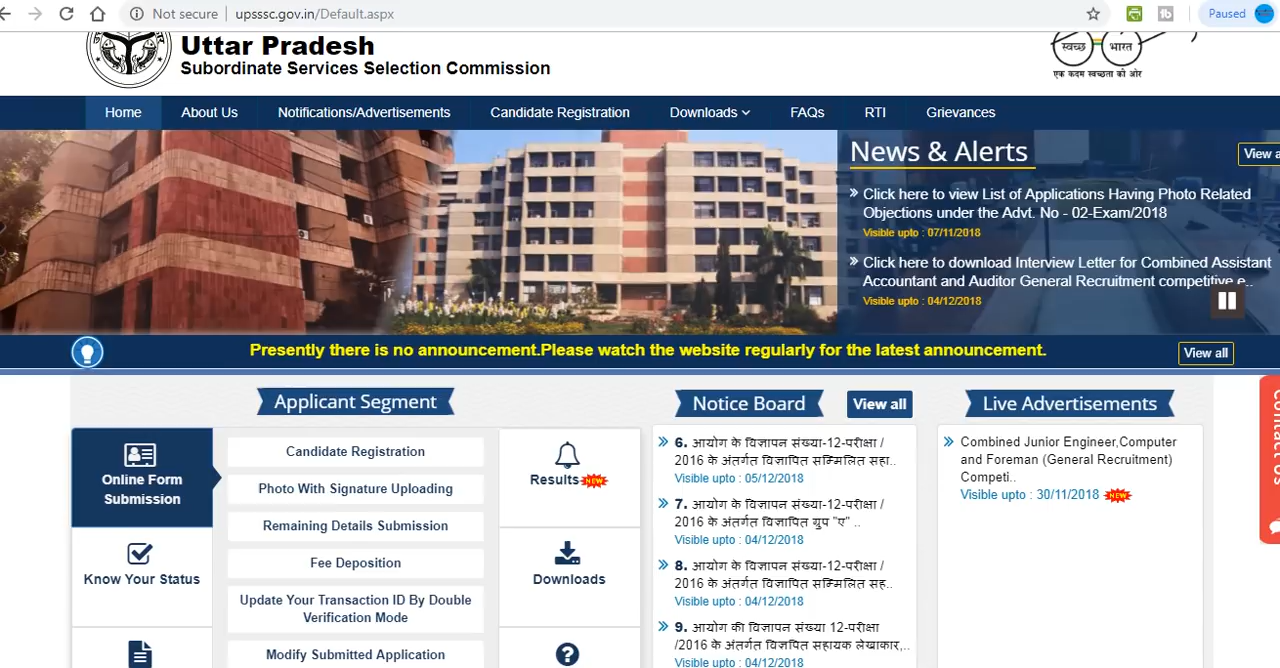 Not secure | upsssc.gov.in/Default.aspx
Paused
Uttar Pradesh
Subordinate Services Selection Commission
स्वच्छ भारत
एक कदम स्वच्छता की ओर
Home About Us Notifications/Advertisements Candidate Registration Downloads FAQs RTI Grievances
News & Alerts
View a
Click here to view List of Applications Having Photo Related
Objections under the Advt. No - 02-Exam/2018
Visible upto : 07/11/2018
Click here to download Interview Letter for Combined Assistant
Accountant and Auditor General Recruitment competitive e..
Visible upto : 04/12/2018
Presently there is no announcement.Please watch the website regularly for the latest announcement.
View all
Applicant Segment
Online Form
Submission
Know Your Status
Candidate Registration
Photo With Signature Uploading
Remaining Details Submission
Fee Deposition
Update Your Transaction ID By Double
Verification Mode
Modify Submitted Application
Results NEW
Downloads
Notice Board
View all
6. आयोग के विज्ञापन संख्या-12-परीक्षा /
2016 के अंतर्गत विज्ञापित सम्मिलित सहा..
Visible upto : 05/12/2018
7. आयोग के विज्ञापन संख्या-12-परीक्षा /
2016 के अंतर्गत विज्ञापित ग्रुप "ए" ..
Visible upto : 04/12/2018
8. आयोग के विज्ञापन संख्या-12-परीक्षा /
2016 के अंतर्गत विज्ञापित सम्मिलित सह..
Visible upto : 04/12/2018
9. आयोग की विज्ञापन संख्या 12-परीक्षा
/2016 के अंतर्गत विज्ञपित सहायक लेखाकार,..
Visible upto : 04/12/2018
Live Advertisements
Combined Junior Engineer,Computer
and Foreman (General Recruitment)
Competi..
Visible upto : 30/11/2018 NEW
Contact Us